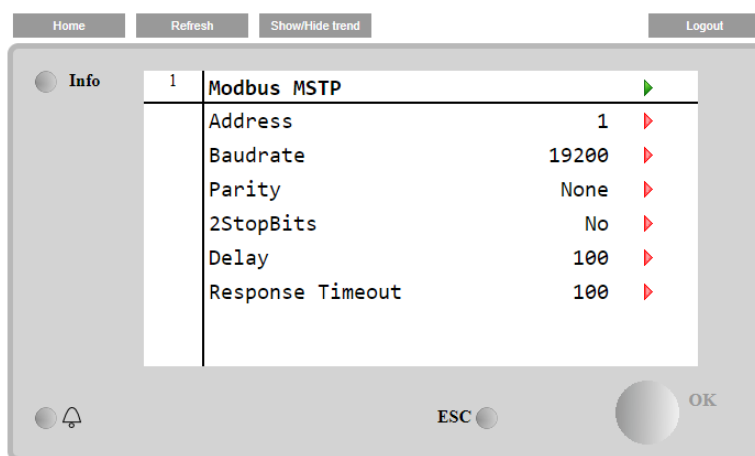 Home Refresh Show/Hide trend Logout
Info
1 Modbus MSTP
Address 1
Baudrate 19200
Parity None
2StopBits No
Delay 100
Response Timeout 100
ESC OK